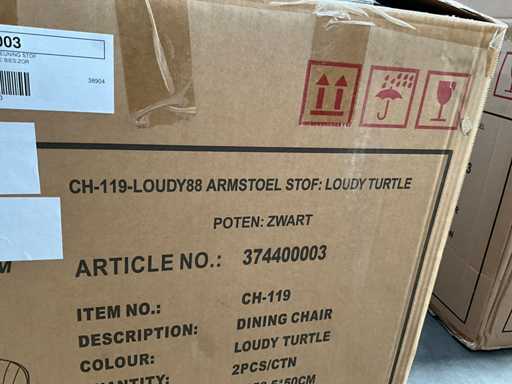 003
38904
CH-119-LOUDY88 ARMSTOEL STOF: LOUDY TURTLE
POTEN: ZWART
ARTICLE NO.: 374400003
ITEM NO.: CH-119
DESCRIPTION: DINING CHAIR
COLOUR: LOUDY TURTLE
2PCS/CTN